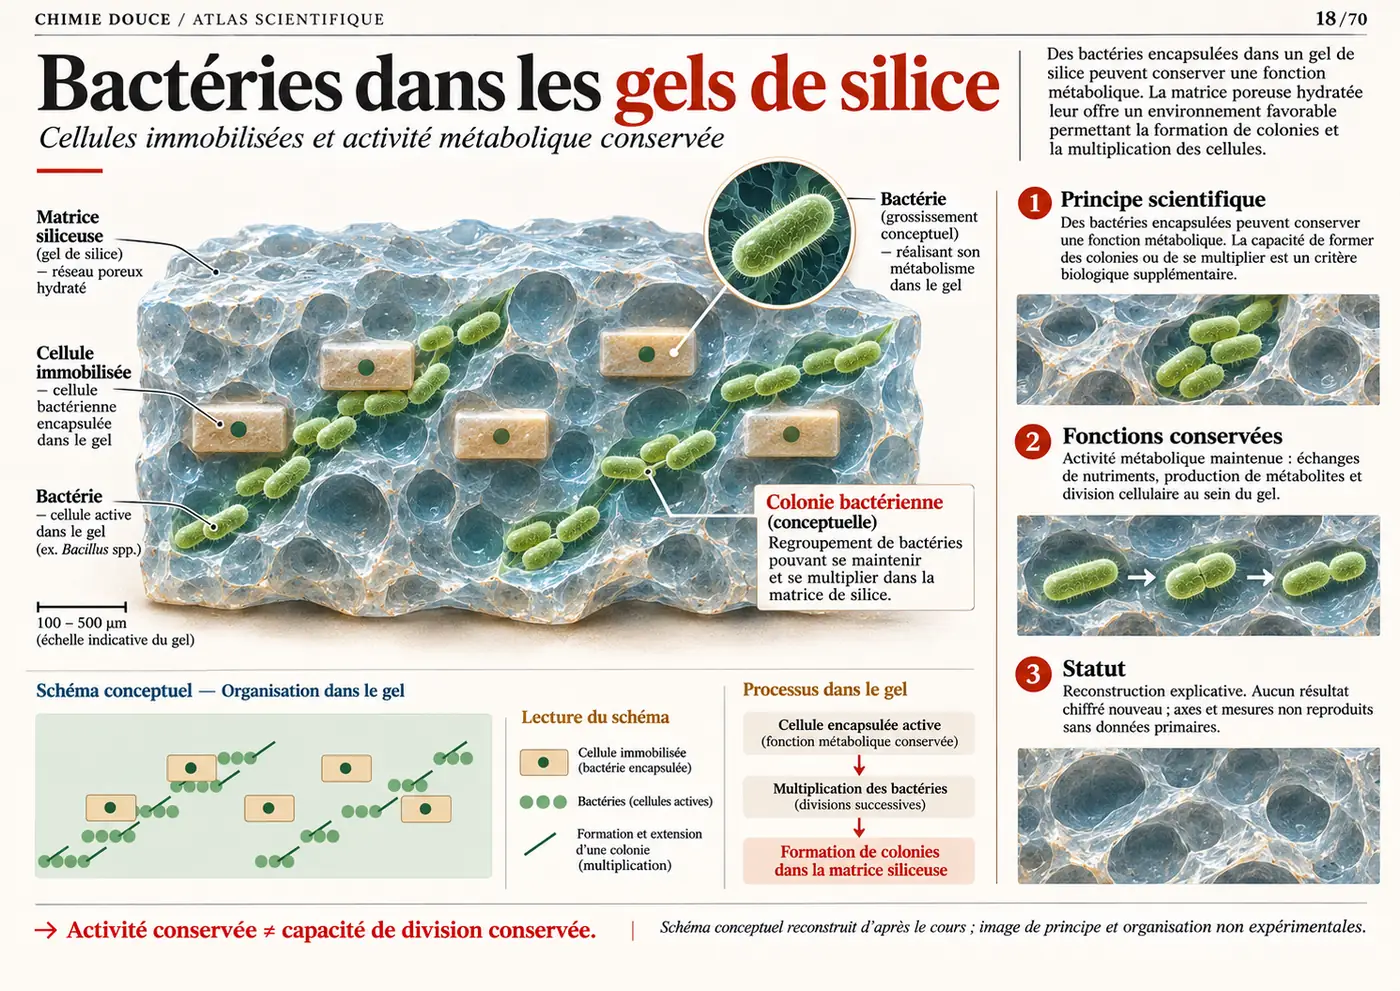 CHIMIE DOUCE / ATLAS SCIENTIFIQUE
18/70
Bactéries dans les gels de silice
Cellules immobilisées et activité métabolique conservée
Des bactéries encapsulées dans un gel de
silice peuvent conserver une fonction
métabolique. La matrice poreuse hydratée
leur offre un environnement favorable
permettant la formation de colonies et
la multiplication des cellules.
Matrice
siliceuse
(gel de silice)
– réseau poreux
hydraté
Cellule
immobilisée
– cellule
bactérienne
encapsulée
dans le gel
Bactérie
– cellule active
dans le gel
(ex. Bacillus spp.)
100 – 500 µm
(échelle indicative du gel)
Bactérie
(grossissement
conceptuel)
– réalisant son
métabolisme
dans le gel
Colonie bactérienne
(conceptuelle)
Regroupement de bactéries
pouvant se maintenir
et se multiplier dans la
matrice de silice.
1 Principe scientifique
Des bactéries encapsulées peuvent conserver
une fonction métabolique. La capacité de former
des colonies ou de se multiplier est un critère
biologique supplémentaire.
2 Fonctions conservées
Activité métabolique maintenue : échanges
de nutriments, production de métabolites et
division cellulaire au sein du gel.
3 Statut
Reconstruction explicative. Aucun résultat
chiffré nouveau ; axes et mesures non reproduits
sans données primaires.
Schéma conceptuel — Organisation dans le gel
Lecture du schéma
Cellule immobilisée
(bactérie encapsulée)
Bactéries (cellules actives)
Formation et extension
d'une colonie
(multiplication)
Processus dans le gel
Cellule encapsulée active
(fonction métabolique conservée)
Multiplication des bactéries
(divisions successives)
Formation de colonies
dans la matrice siliceuse
→ Activité conservée ≠ capacité de division conservée.
Schéma conceptuel reconstruit d'après le cours ; image de principe et organisation non expérimentales.